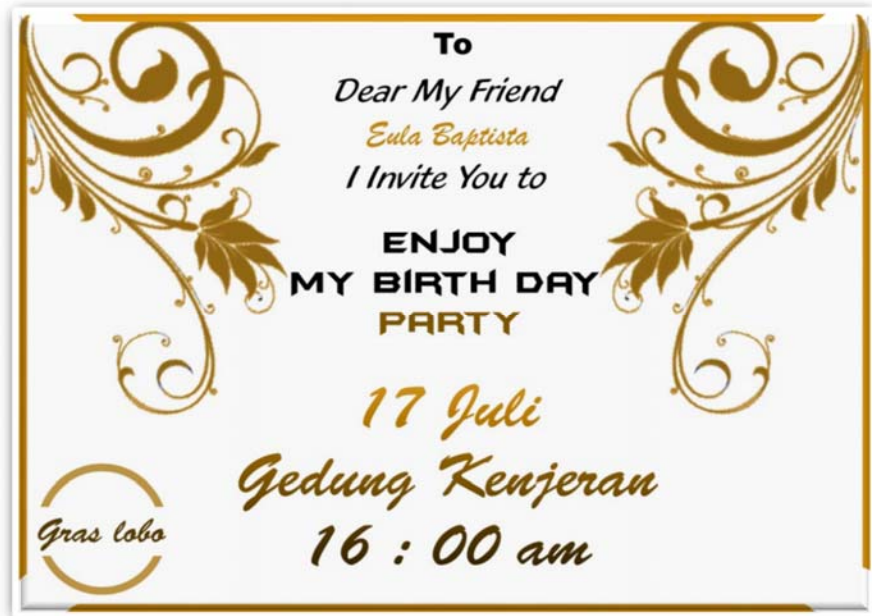 To
Dear My Friend
Eula Baptista
I Invite You to
ENJOY
MY BIRTH DAY
PARTY
17 Juli
Gedung Kenjeran
16 : 00 am
Gras lobo